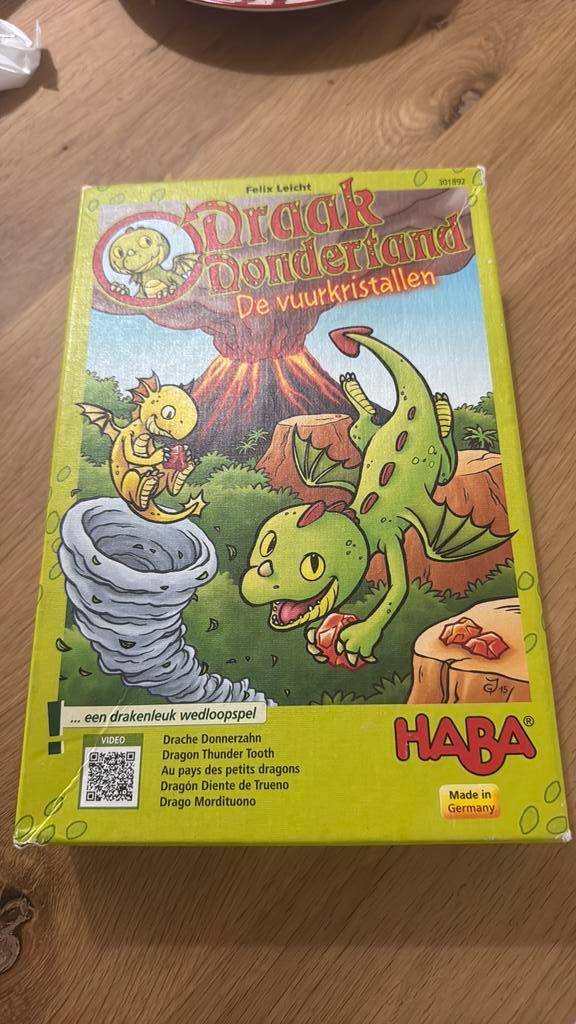 Felix Leicht
301892
Draak
Dondertand
De vuurkristallen
... een drakenleuk wedloopspel
VIDEO
Drache Donnerzahn
Dragon Thunder Tooth
Au pays des petits dragons
Dragón Diente de Trueno
Drago Mordituono
HABA®
Made in
Germany